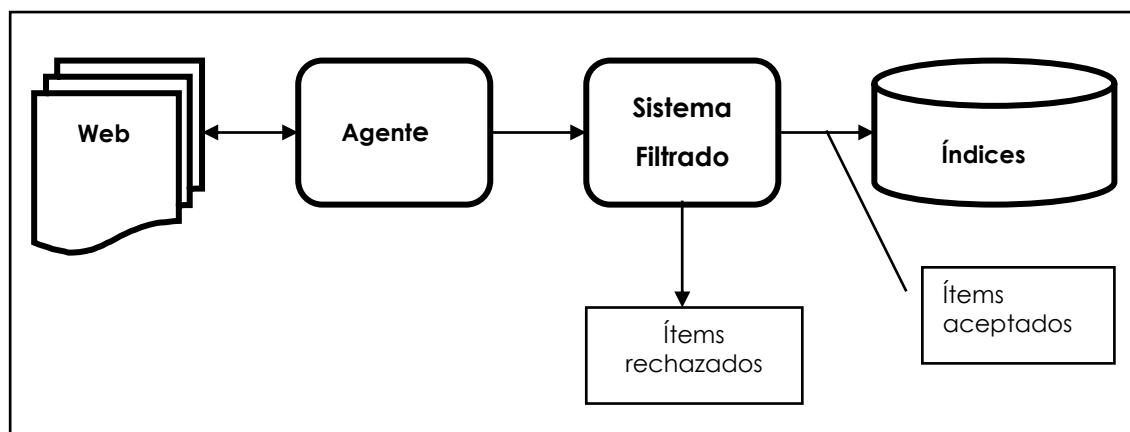 Web
Agente
Sistema
Filtrado
Índices
Ítems
rechazados
Ítems
aceptados